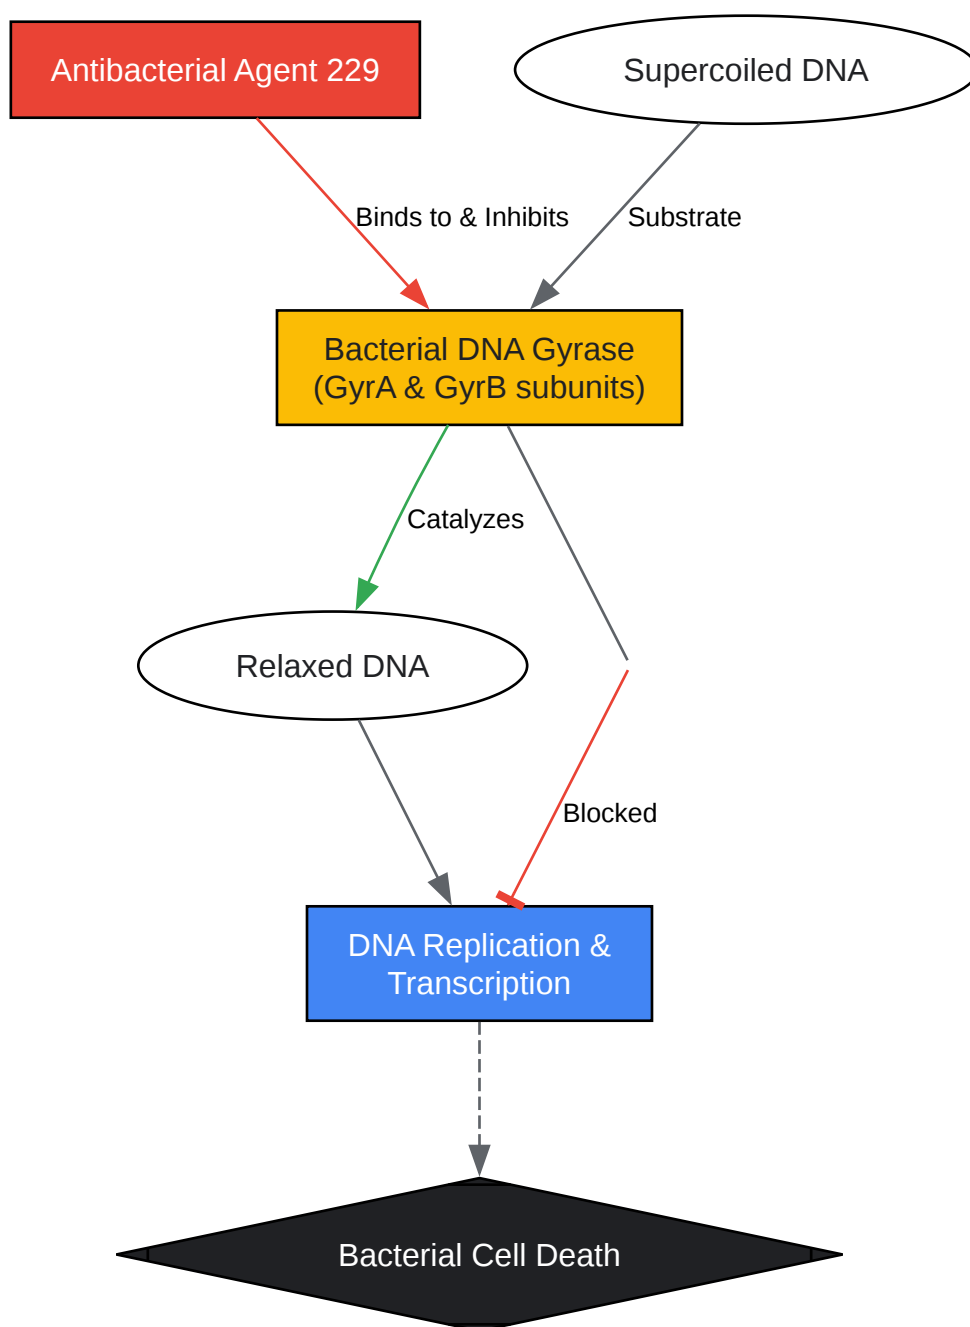 Antibacterial Agent 229
Supercoiled DNA
Binds to & Inhibits
Substrate
Bacterial DNA Gyrase
(GyrA & GyrB subunits)
Catalyzes
Relaxed DNA
Blocked
DNA Replication &
Transcription
Bacterial Cell Death